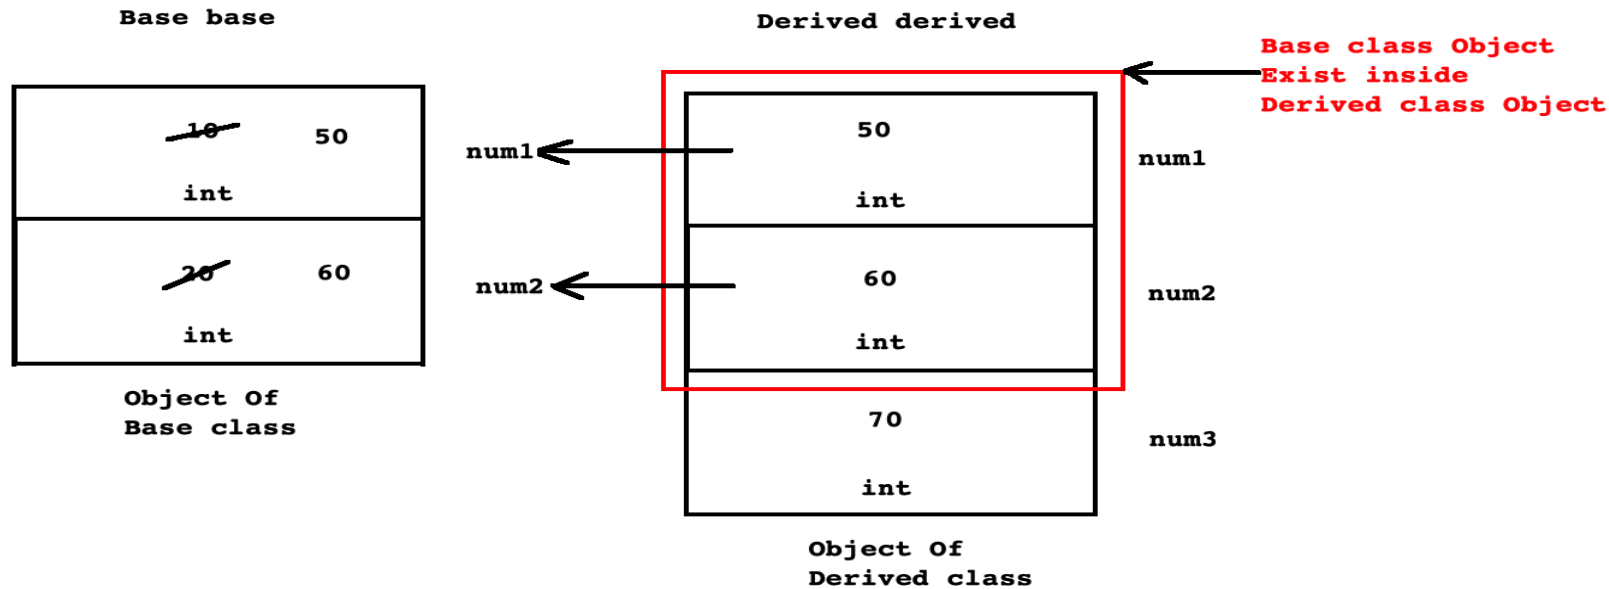 Base base
10 50
int
20 60
int
Object Of
Base class
num1
num2
Derived derived
50
int
60
int
70
int
Object Of
Derived class
num1
num2
num3
Base class Object
Exist inside
Derived class Object